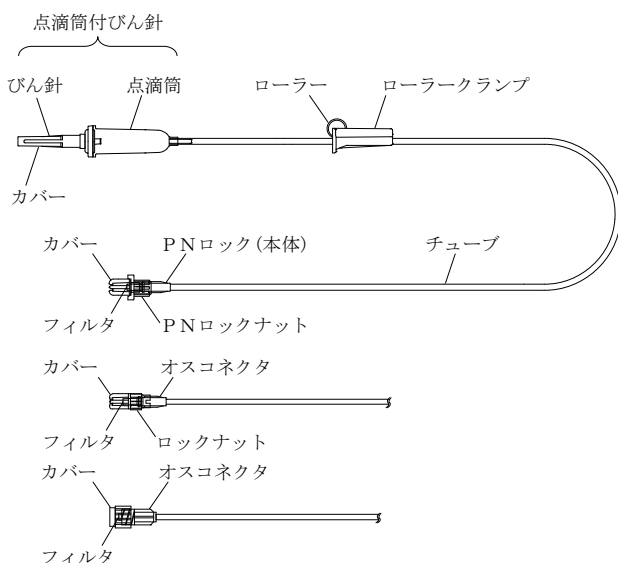 点滴筒付びん針
びん針 点滴筒 ローラー ローラークランプ
カバー
カバー PNロック(本体) チューブ
フィルタ PNロックナット
カバー オスコネクタ
フィルタ ロックナット
カバー オスコネクタ
フィルタ